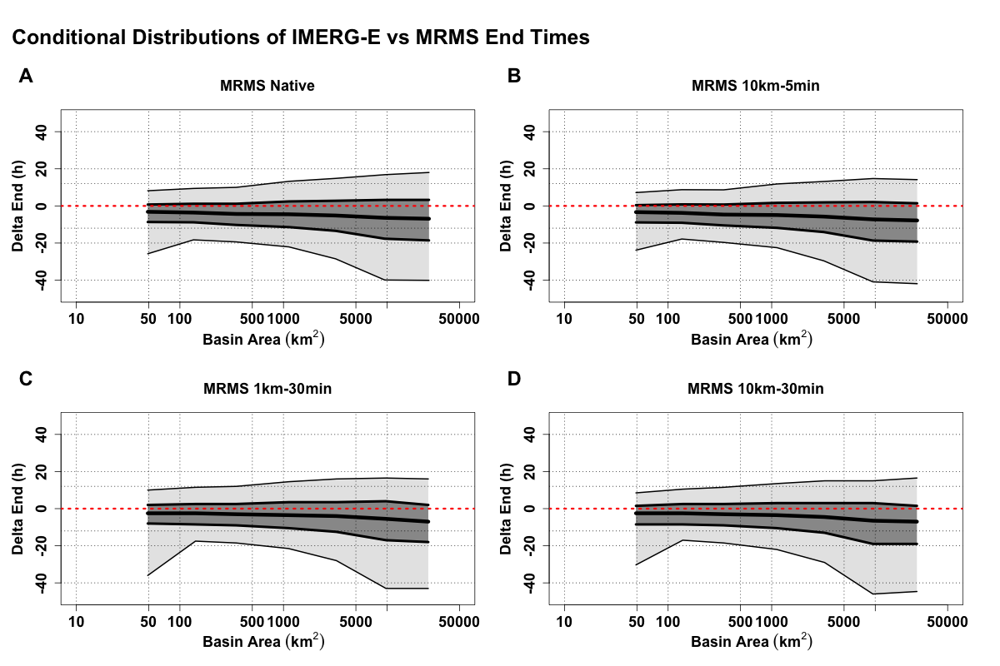 Conditional Distributions of IMERG-E vs MRMS End Times
A
MRMS Native
Delta End (h)
40
20
0
-20
-40
10 50 100 500 1000 5000 50000
Basin Area (km²)
B
MRMS 10km-5min
Delta End (h)
40
20
0
-20
-40
10 50 100 500 1000 5000 50000
Basin Area (km²)
C
MRMS 1km-30min
Delta End (h)
40
20
0
-20
-40
10 50 100 500 1000 5000 50000
Basin Area (km²)
D
MRMS 10km-30min
Delta End (h)
40
20
0
-20
-40
10 50 100 500 1000 5000 50000
Basin Area (km²)